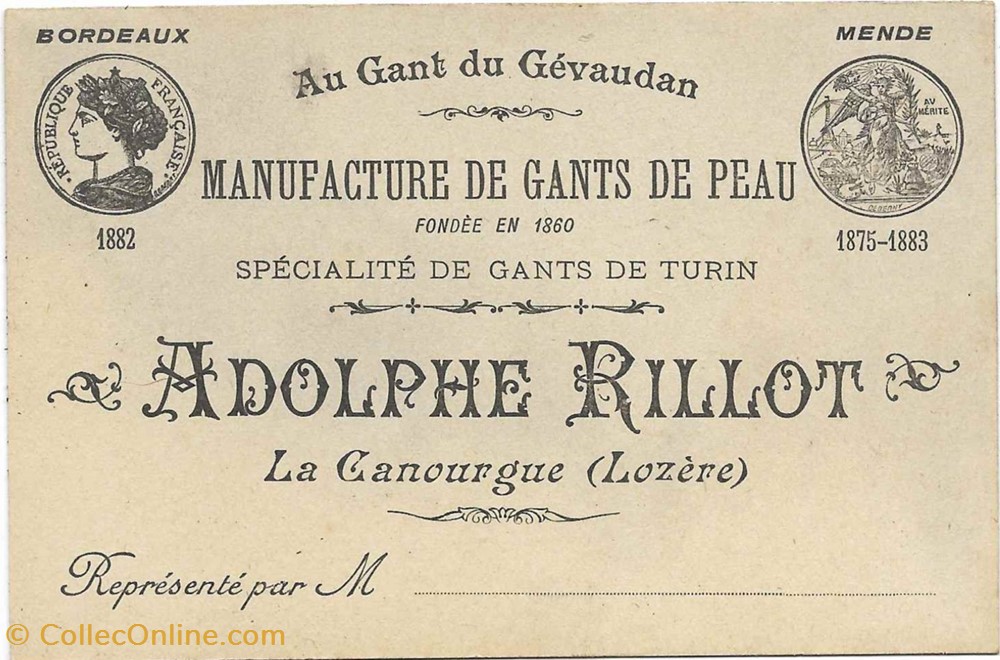 BORDEAUX
RÉPUBLIQUE FRANÇAISE
1882
Au Gant du Gévaudan
MENDE
AU MÉRITE
1875-1883
MANUFACTURE DE GANTS DE PEAU
FONDÈE EN 1860
SPÉCIALITÉ DE GANTS DE TURIN
ADOLPHE RILLOT
La Canourgue (Lozère)
Représenté par M
© CollecOnline.com